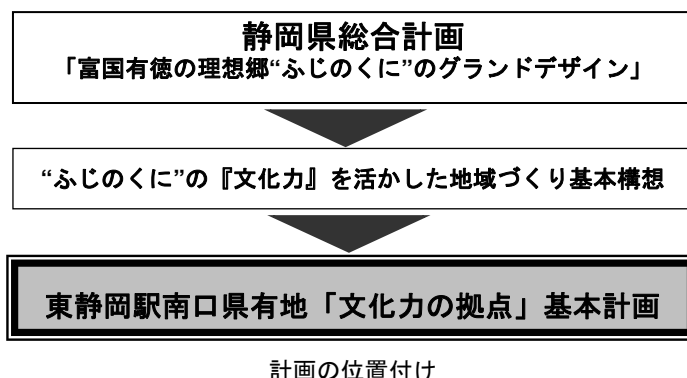 静岡県総合計画
「富国有徳の理想郷“ふじのくに”のグランドデザイン」
“ふじのくに”の『文化力』を活かした地域づくり基本構想
東静岡駅南口県有地「文化力の拠点」基本計画
計画の位置付け